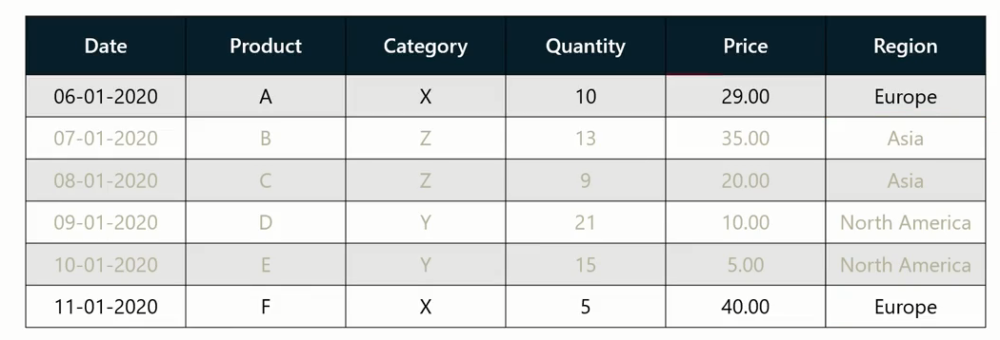 Date Product Category Quantity Price Region
06-01-2020 A X 10 29.00 Europe
07-01-2020 B Z 13 35.00 Asia
08-01-2020 C Z 9 20.00 Asia
09-01-2020 D Y 21 10.00 North America
10-01-2020 E Y 15 5.00 North America
11-01-2020 F X 5 40.00 Europe